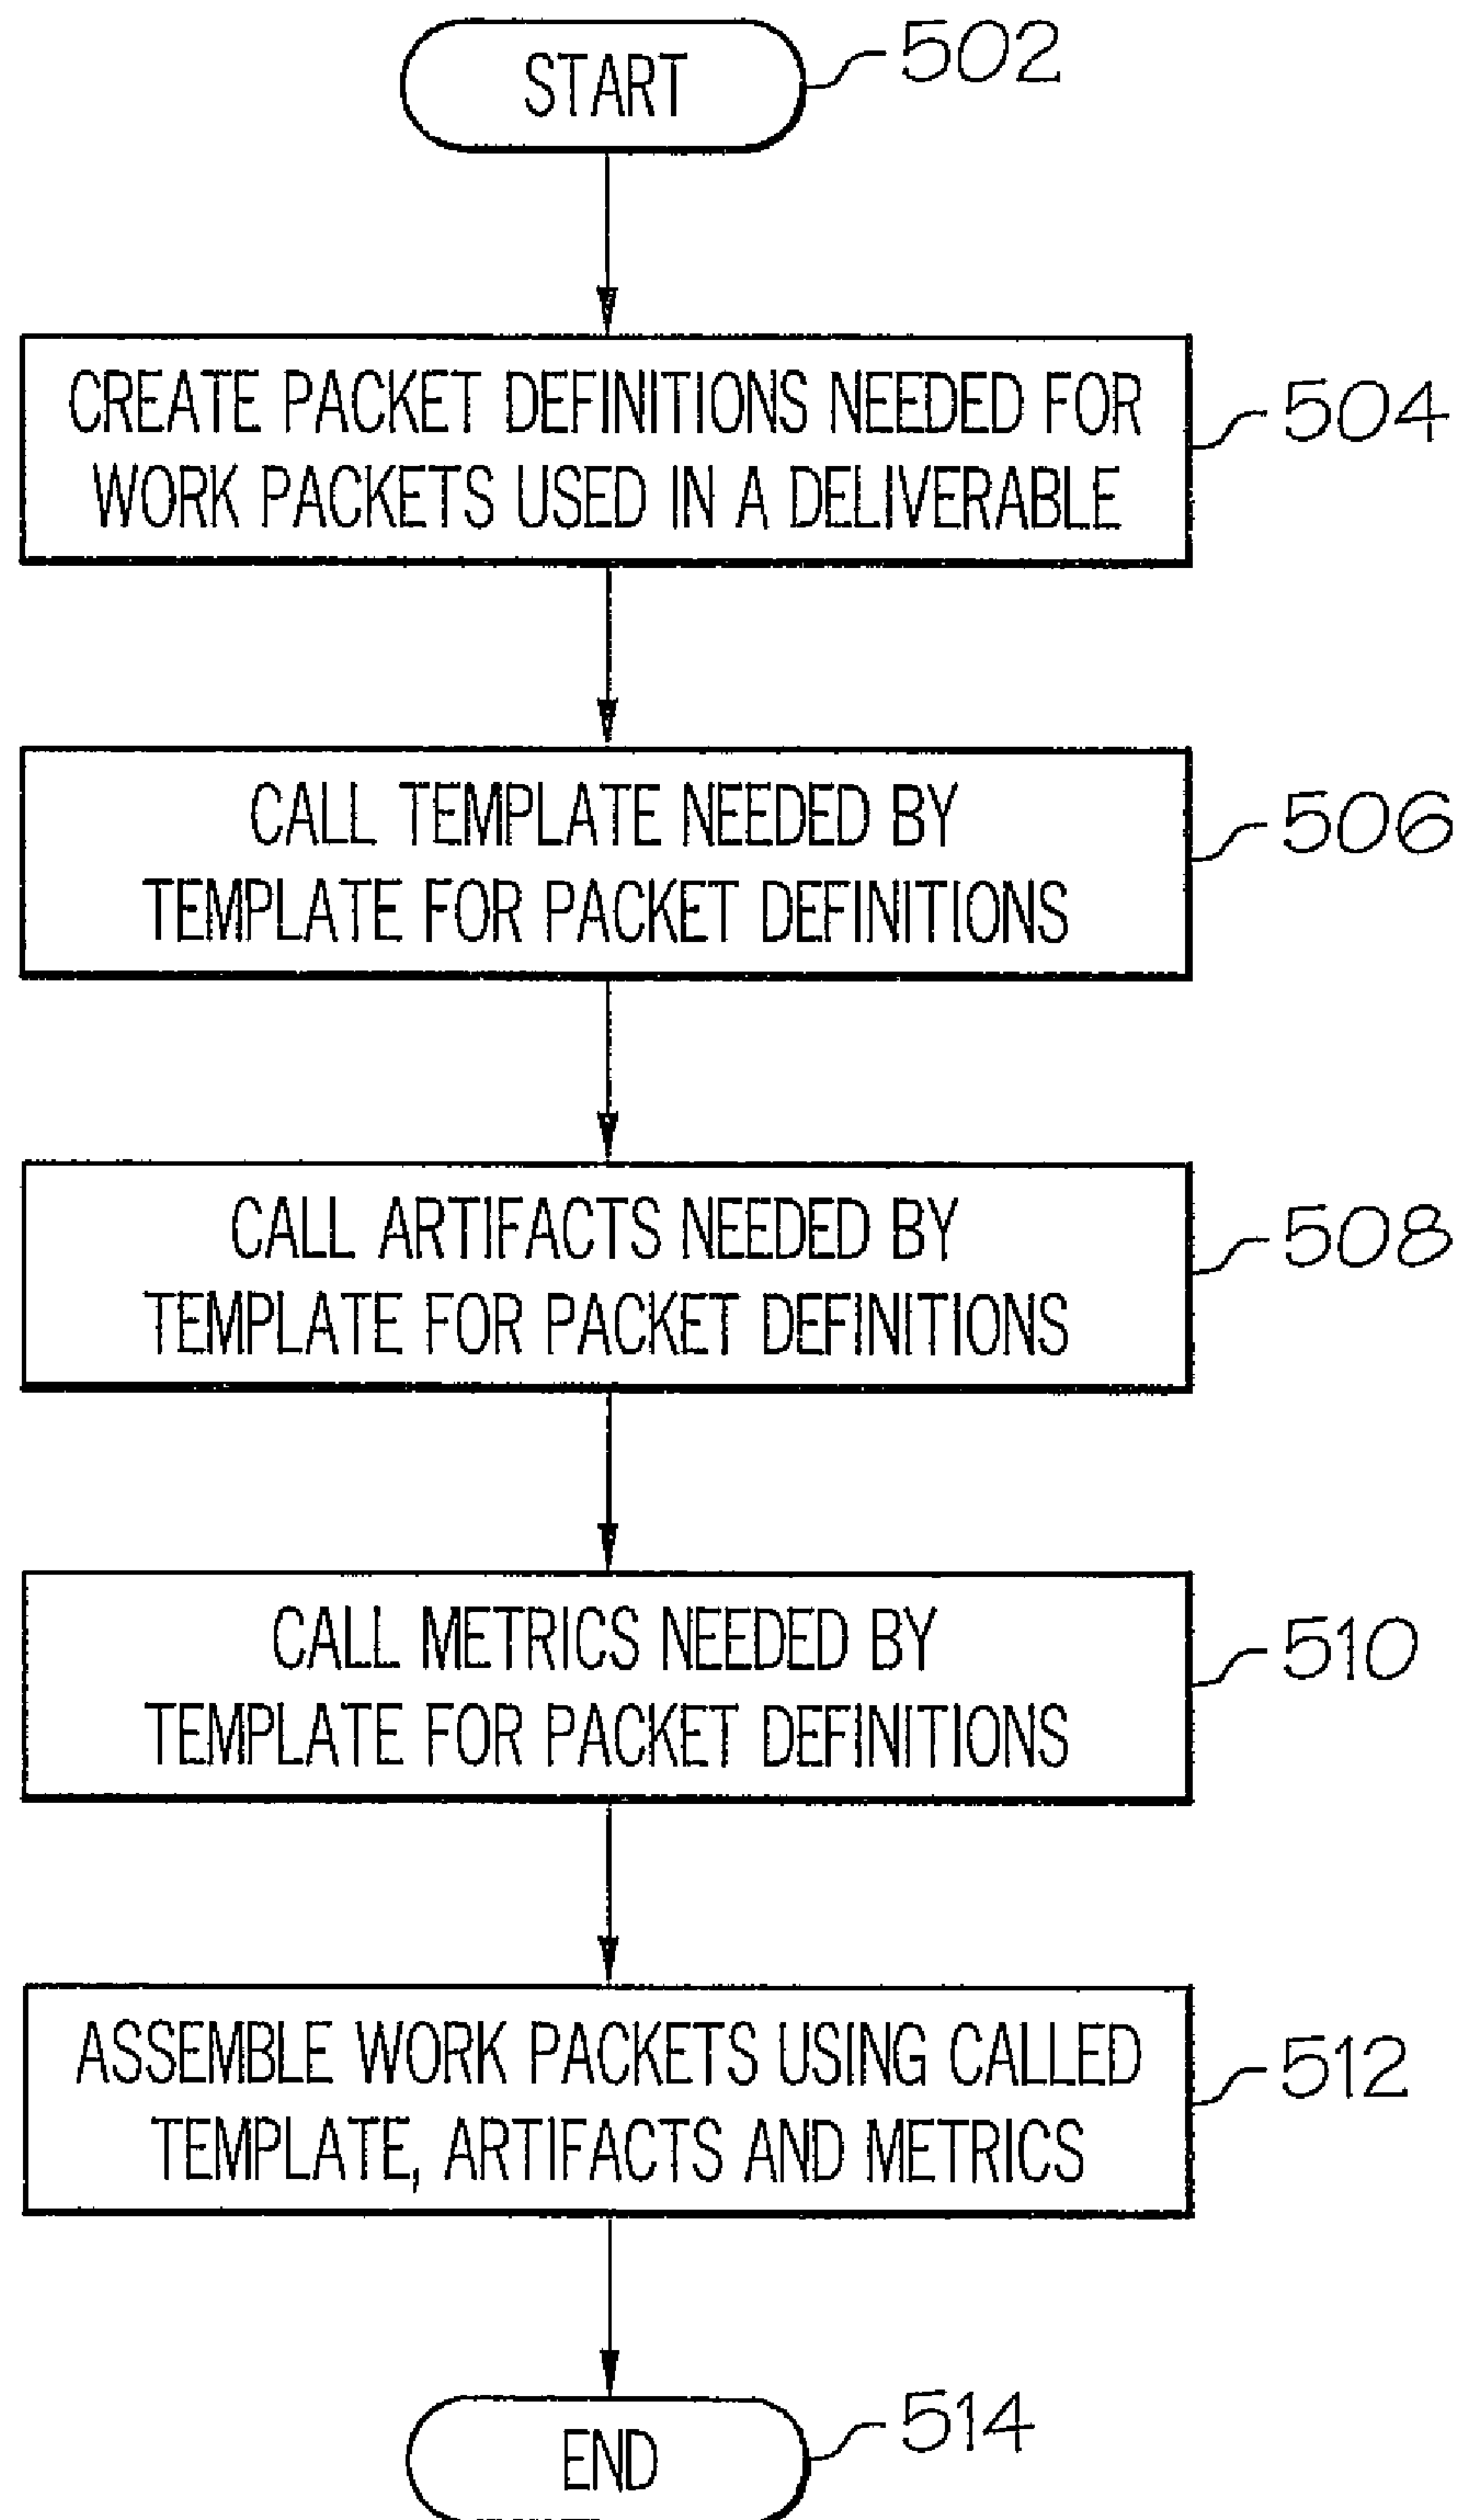 START
502
CREATE PACKET DEFINITIONS NEEDED FOR
WORK PACKETS USED IN A DELIVERABLE
504
CALL TEMPLATE NEEDED BY
TEMPLATE FOR PACKET DEFINITIONS
506
CALL ARTIFACTS NEEDED BY
TEMPLATE FOR PACKET DEFINITIONS
508
CALL METRICS NEEDED BY
TEMPLATE FOR PACKET DEFINITIONS
510
ASSEMBLE WORK PACKETS USING CALLED
TEMPLATE, ARTIFACTS AND METRICS
512
END
514